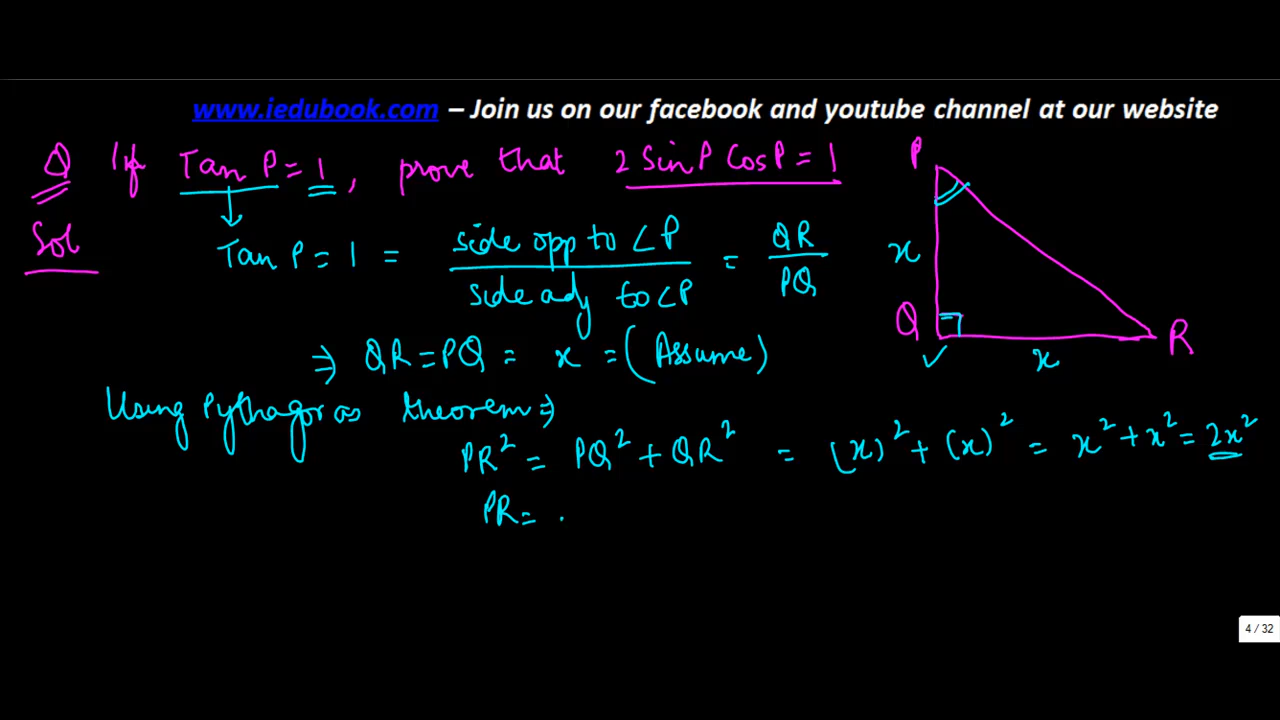 www.iedubook.com – Join us on our facebook and youtube channel at our website
Q If Tan P = 1, prove that 2 Sin P Cos P = 1
Sol
Tan P = 1 = side opp to ∠P / side adj to ∠P = QR / PQ
⇒ QR = PQ = x = (Assume)
Using Pythagoras theorem ⇒
PR² = PQ² + QR² = (x)² + (x)² = x² + x² = 2x²
PR = .
P
x
Q
x
R
4 / 32